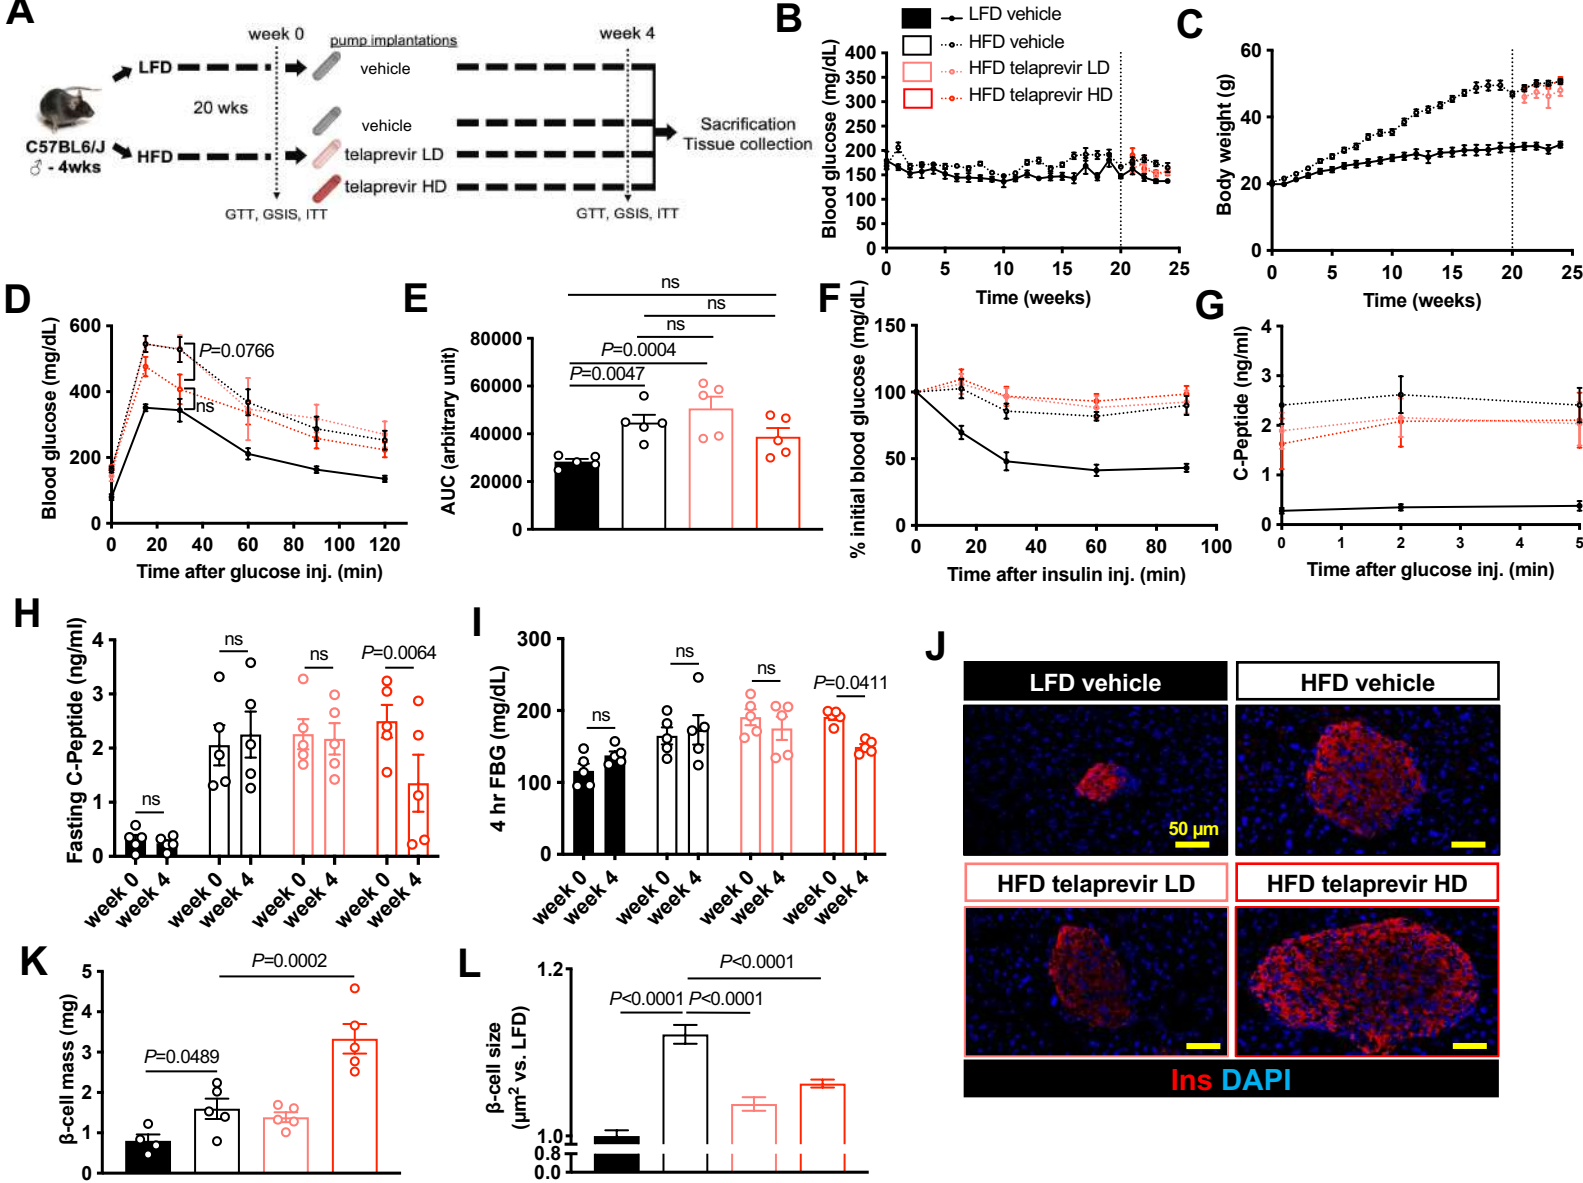 A
week 0
week 4
pump implantations
LFD
vehicle
20 wks
vehicle
C57BL6/J
♂ - 4wks
HFD
telaprevir LD
telaprevir HD
Sacrification
Tissue collection
GTT, GSIS, ITT
GTT, GSIS, ITT
B
LFD vehicle
HFD vehicle
HFD telaprevir LD
HFD telaprevir HD
Blood glucose (mg/dL)
400
350
300
250
200
150
100
50
0
0 5 10 15 20 25
Time (weeks)
C
Body weight (g)
60
40
20
0
0 5 10 15 20 25
Time (weeks)
D
Blood glucose (mg/dL)
600
400
200
0
P=0.0766
ns
0 20 40 60 80 100 120
Time after glucose inj. (min)
E
AUC (arbitrary unit)
80000
60000
40000
20000
0
ns
ns
ns
P=0.0004
P=0.0047
F
% initial blood glucose (mg/dL)
150
100
50
0
0 20 40 60 80 100
Time after insulin inj. (min)
G
C-Peptide (ng/ml)
4
3
2
1
0
0 1 2 3 4 5
Time after glucose inj. (min)
H
Fasting C-Peptide (ng/ml)
4
3
2
1
0
ns
ns
ns
P=0.0064
week 0 week 4 week 0 week 4 week 0 week 4 week 0 week 4
I
4 hr FBG (mg/dL)
300
200
100
0
ns
ns
ns
P=0.0411
week 0 week 4 week 0 week 4 week 0 week 4 week 0 week 4
J
LFD vehicle
HFD vehicle
50 µm
HFD telaprevir LD
HFD telaprevir HD
Ins DAPI
K
β-cell mass (mg)
5
4
3
2
1
0
P=0.0002
P=0.0489
L
β-cell size
(µm² vs. LFD)
1.2
1.0
0.8
0.0
P<0.0001
P<0.0001 P<0.0001